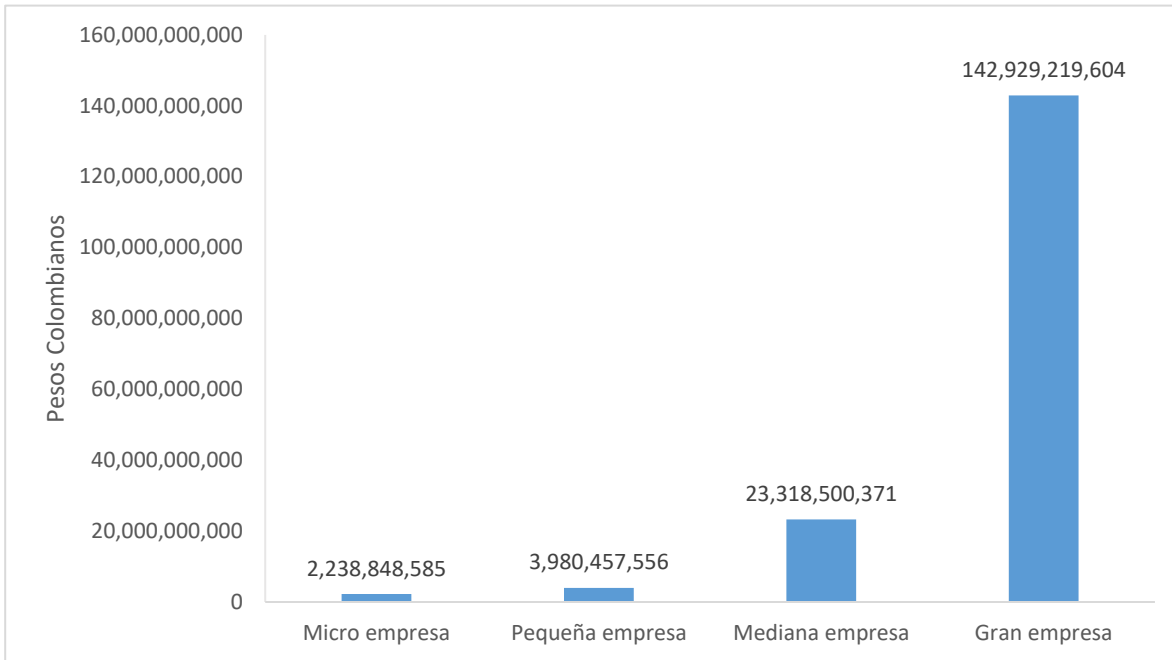 Pesos Colombianos
160,000,000,000
140,000,000,000
120,000,000,000
100,000,000,000
80,000,000,000
60,000,000,000
40,000,000,000
20,000,000,000
0
2,238,848,585
3,980,457,556
23,318,500,371
142,929,219,604
Micro empresa
Pequeña empresa
Mediana empresa
Gran empresa